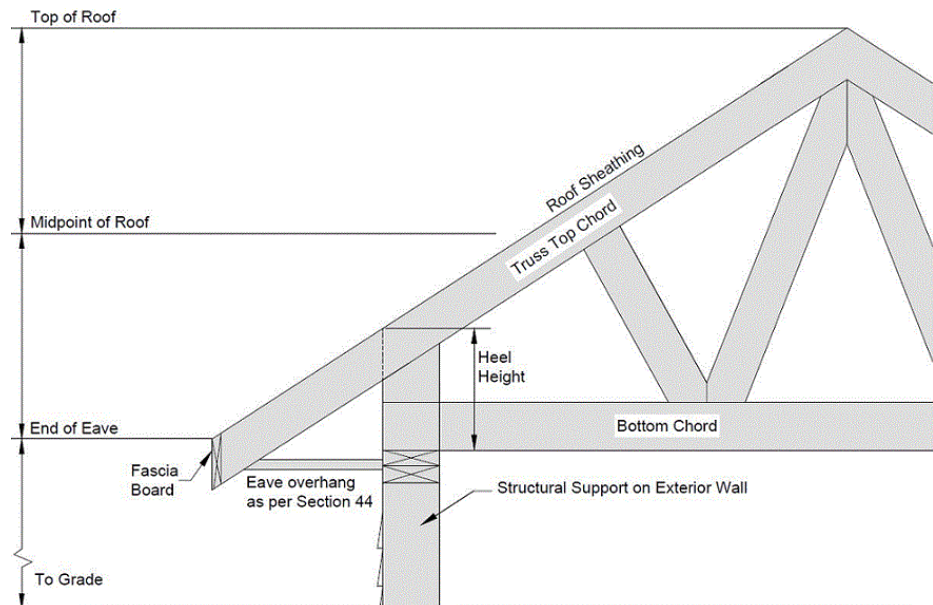 Top of Roof
Roof Sheathing
Midpoint of Roof
Truss Top Chord
Heel
Height
End of Eave
Bottom Chord
Fascia
Board
Eave overhang
as per Section 44
Structural Support on Exterior Wall
To Grade